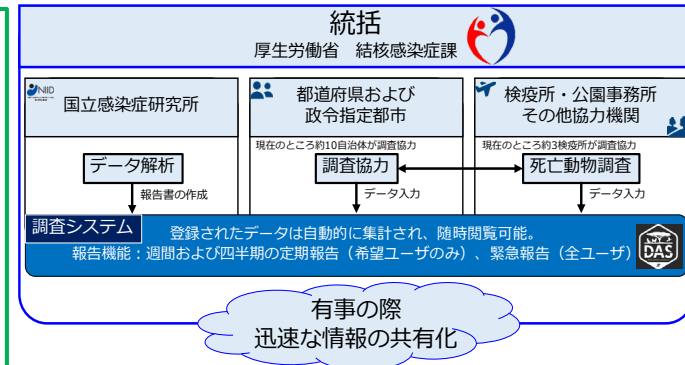 統括
厚生労働省 結核感染症課
NIID
国立感染症研究所
都道府県および
政令指定都市
検疫所・公園事務所
その他協力機関
現在のところ約10自治体が調査協力
現在のところ約3検疫所が調査協力
データ解析
調査協力
死亡動物調査
報告書の作成
データ入力
データ入力
調査システム
登録されたデータは自動的に集計され、随時閲覧可能。
報告機能：週間および四半期の定期報告（希望ユーザのみ）、緊急報告（全ユーザ）
DAS
有事の際
迅速な情報の共有化